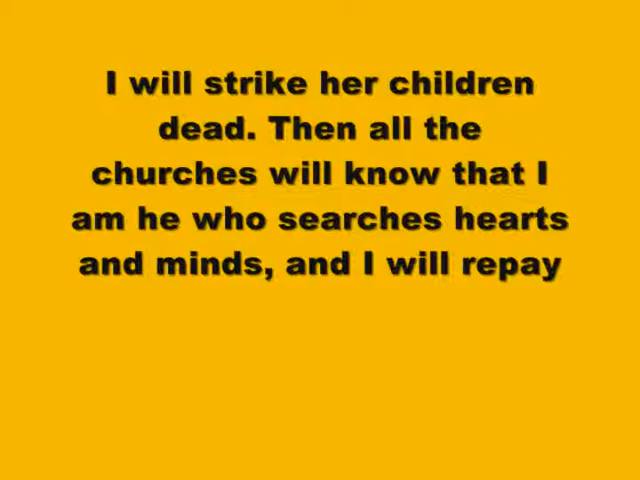 I will strike her children
dead. Then all the
churches will know that I
am he who searches hearts
and minds, and I will repay